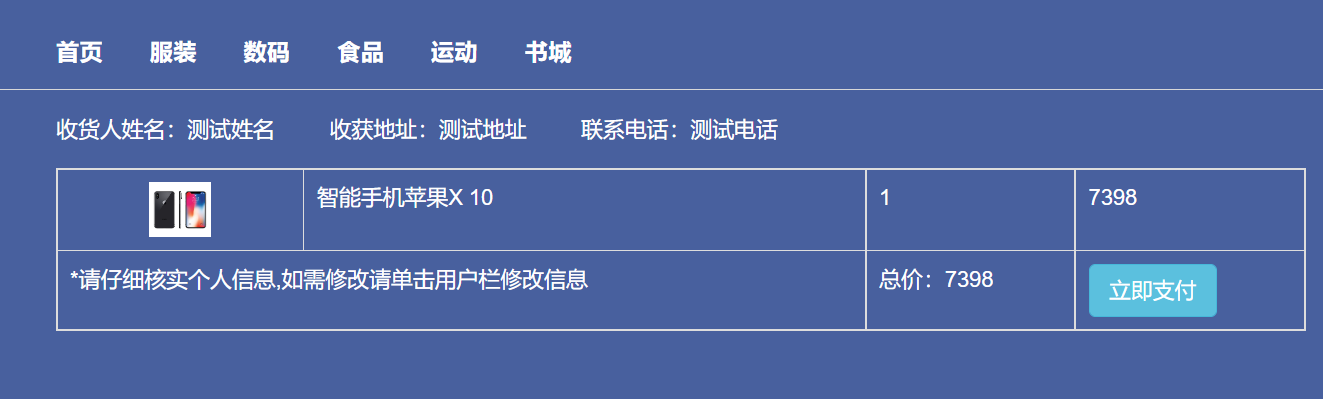 首页 服装 数码 食品 运动 书城
收货人姓名：测试姓名 收获地址：测试地址 联系电话：测试电话
智能手机苹果X 10 1 7398
*请仔细核实个人信息,如需修改请单击用户栏修改信息 总价：7398 立即支付